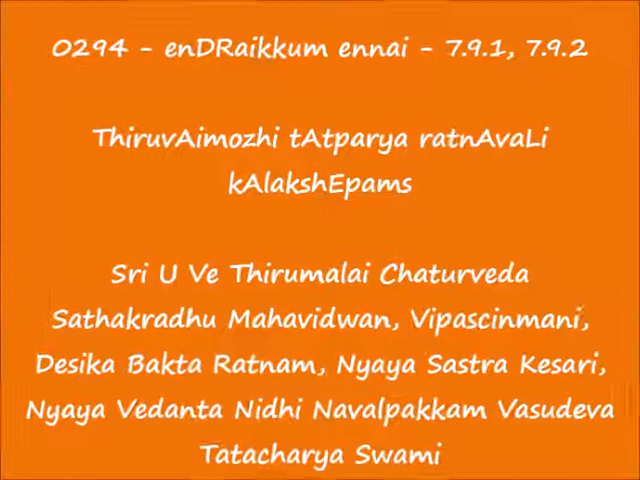 0294 - enDRaikkum ennai - 7.9.1, 7.9.2
ThiruvAimozhi tAtparya ratnAvaLi
kAlakshEpams
Sri U Ve Thirumalai Chaturveda
Sathakradhu Mahavidwan, Vipascinmani,
Desika Bakta Ratnam, Nyaya Sastra Kesari,
Nyaya Vedanta Nidhi Navalpakkam Vasudeva
Tatacharya Swami